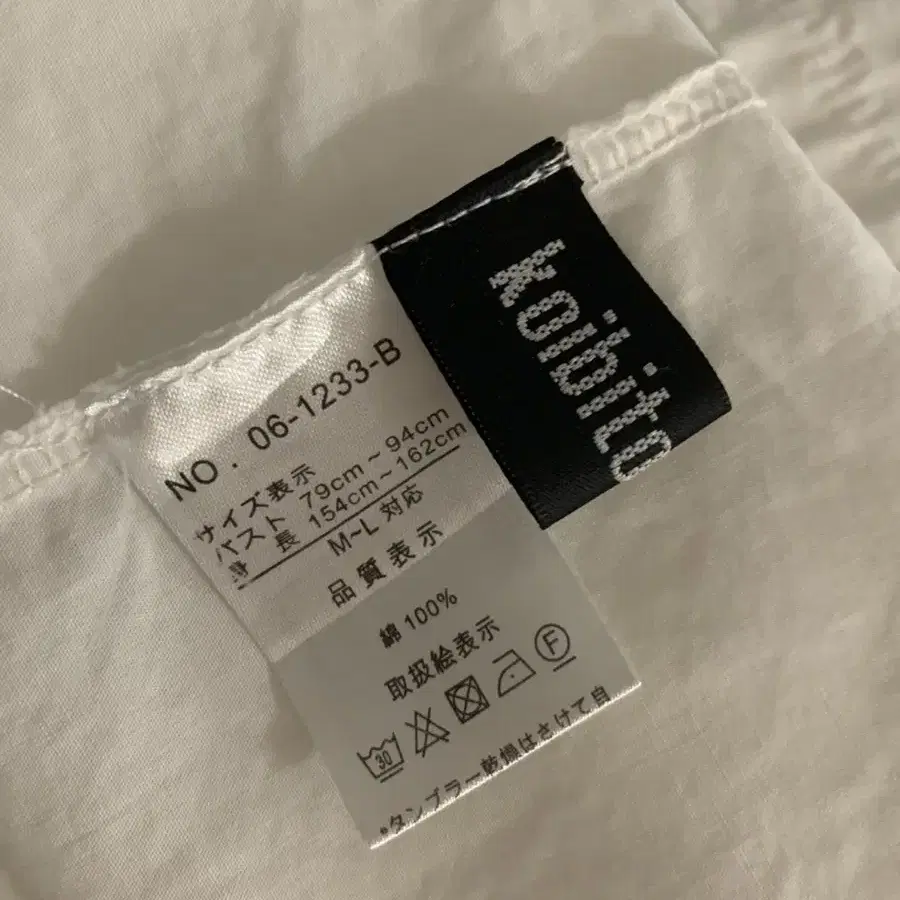 koibito
NO. 06-1233-B
サイズ表示
バスト 79cm~94cm
身 長 154cm~162cm
M~L 対応
品質表示
綿 100%
取扱絵表示
30
F
*タンブラー乾燥はさけて自